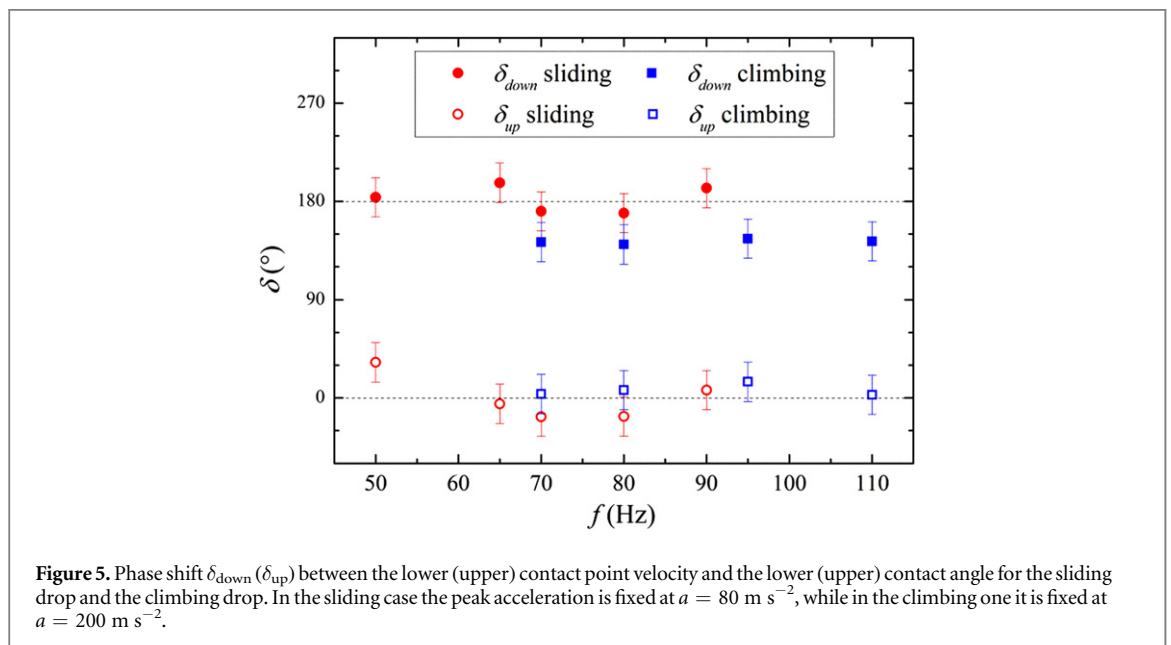 δdown sliding δdown climbing
δup sliding δup climbing
270
180
90
0
δ (°)
50 60 70 80 90 100 110
f (Hz)
Figure 5. Phase shift δdown (δup) between the lower (upper) contact point velocity and the lower (upper) contact angle for the sliding
drop and the climbing drop. In the sliding case the peak acceleration is fixed at a = 80 m s⁻², while in the climbing one it is fixed at
a = 200 m s⁻².